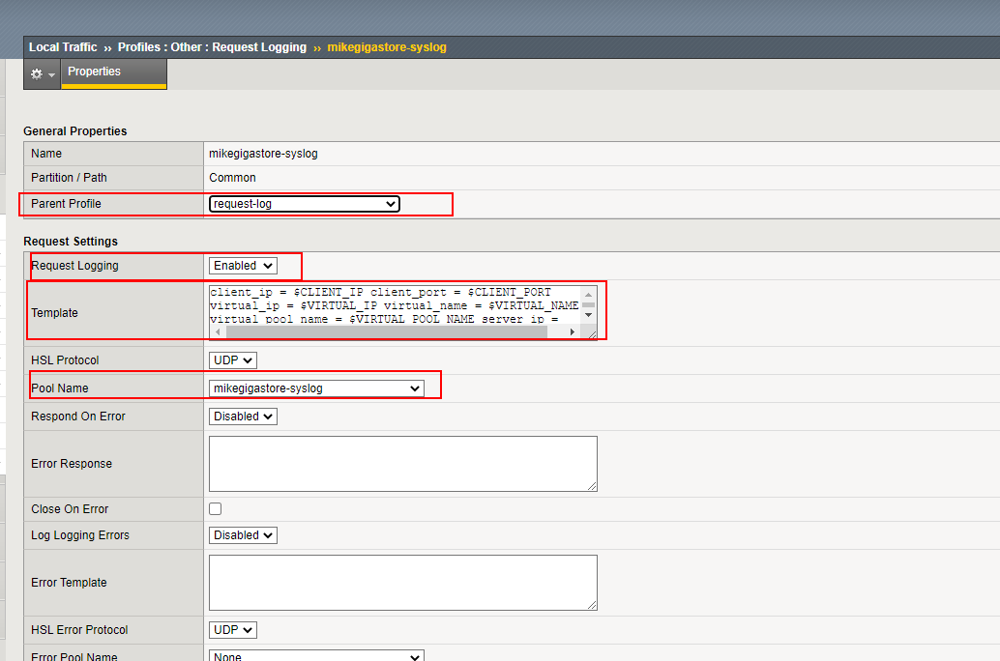 Local Traffic ›› Profiles : Other : Request Logging ›› mikegigastore-syslog
Properties
General Properties
Name mikegigastore-syslog
Partition / Path Common
Parent Profile request-log
Request Settings
Request Logging Enabled
Template
client_ip = $CLIENT_IP client_port = $CLIENT_PORT
virtual_ip = $VIRTUAL_IP virtual_name = $VIRTUAL_NAME
virtual_pool_name = $VIRTUAL_POOL_NAME server_ip =
HSL Protocol UDP
Pool Name mikegigastore-syslog
Respond On Error Disabled
Error Response
Close On Error
Log Logging Errors Disabled
Error Template
HSL Error Protocol UDP
Error Pool Name None